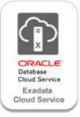 X
ORACLE
Database
Cloud Service
Exadata
Cloud Service